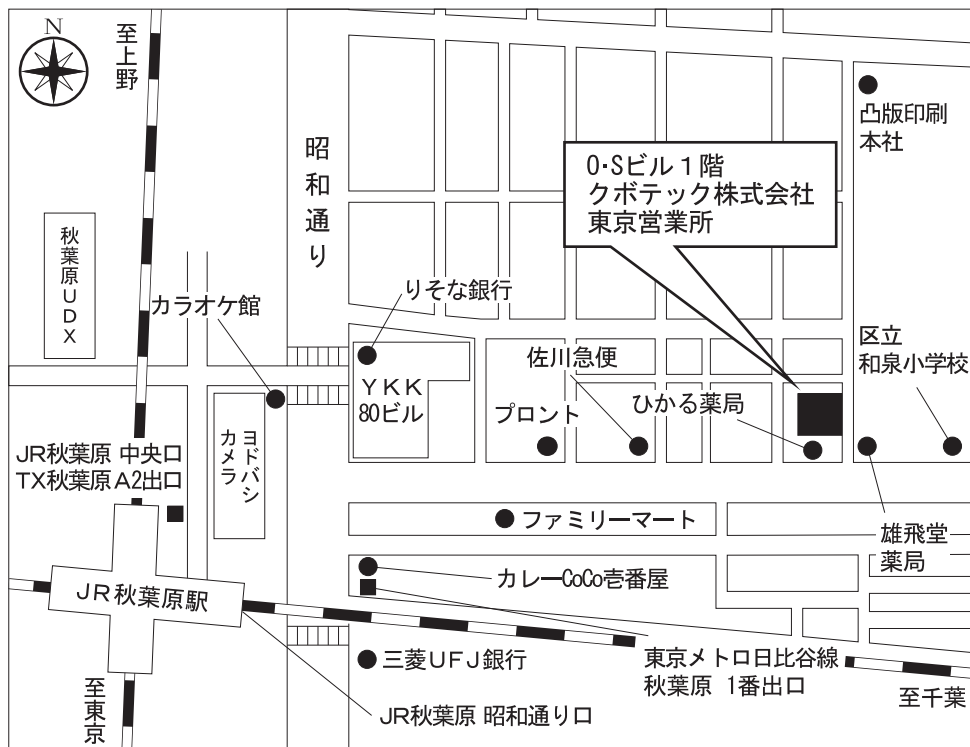 N
至上野
凸版印刷
本社
昭和通り
O·Sビル1階
クボテック株式会社
東京営業所
秋葉原UDX
カラオケ館
りそな銀行
佐川急便
区立
和泉小学校
YKK
80ビル
プロント
ひかる薬局
ヨドバシ
カメラ
JR秋葉原 中央口
TX秋葉原 A2出口
ファミリーマート
雄飛堂
薬局
カレーCoCo壱番屋
JR秋葉原駅
三菱UFJ銀行
東京メトロ日比谷線
秋葉原 1番出口
至千葉
至東京
JR秋葉原 昭和通り口